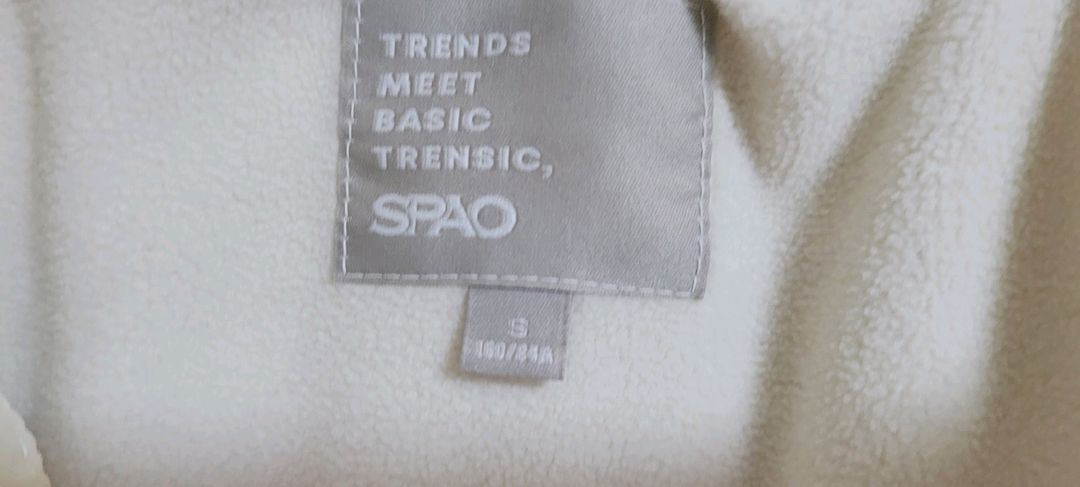 TRENDS
MEET
BASIC
TRENSIC,
SPAO
S
160/84A